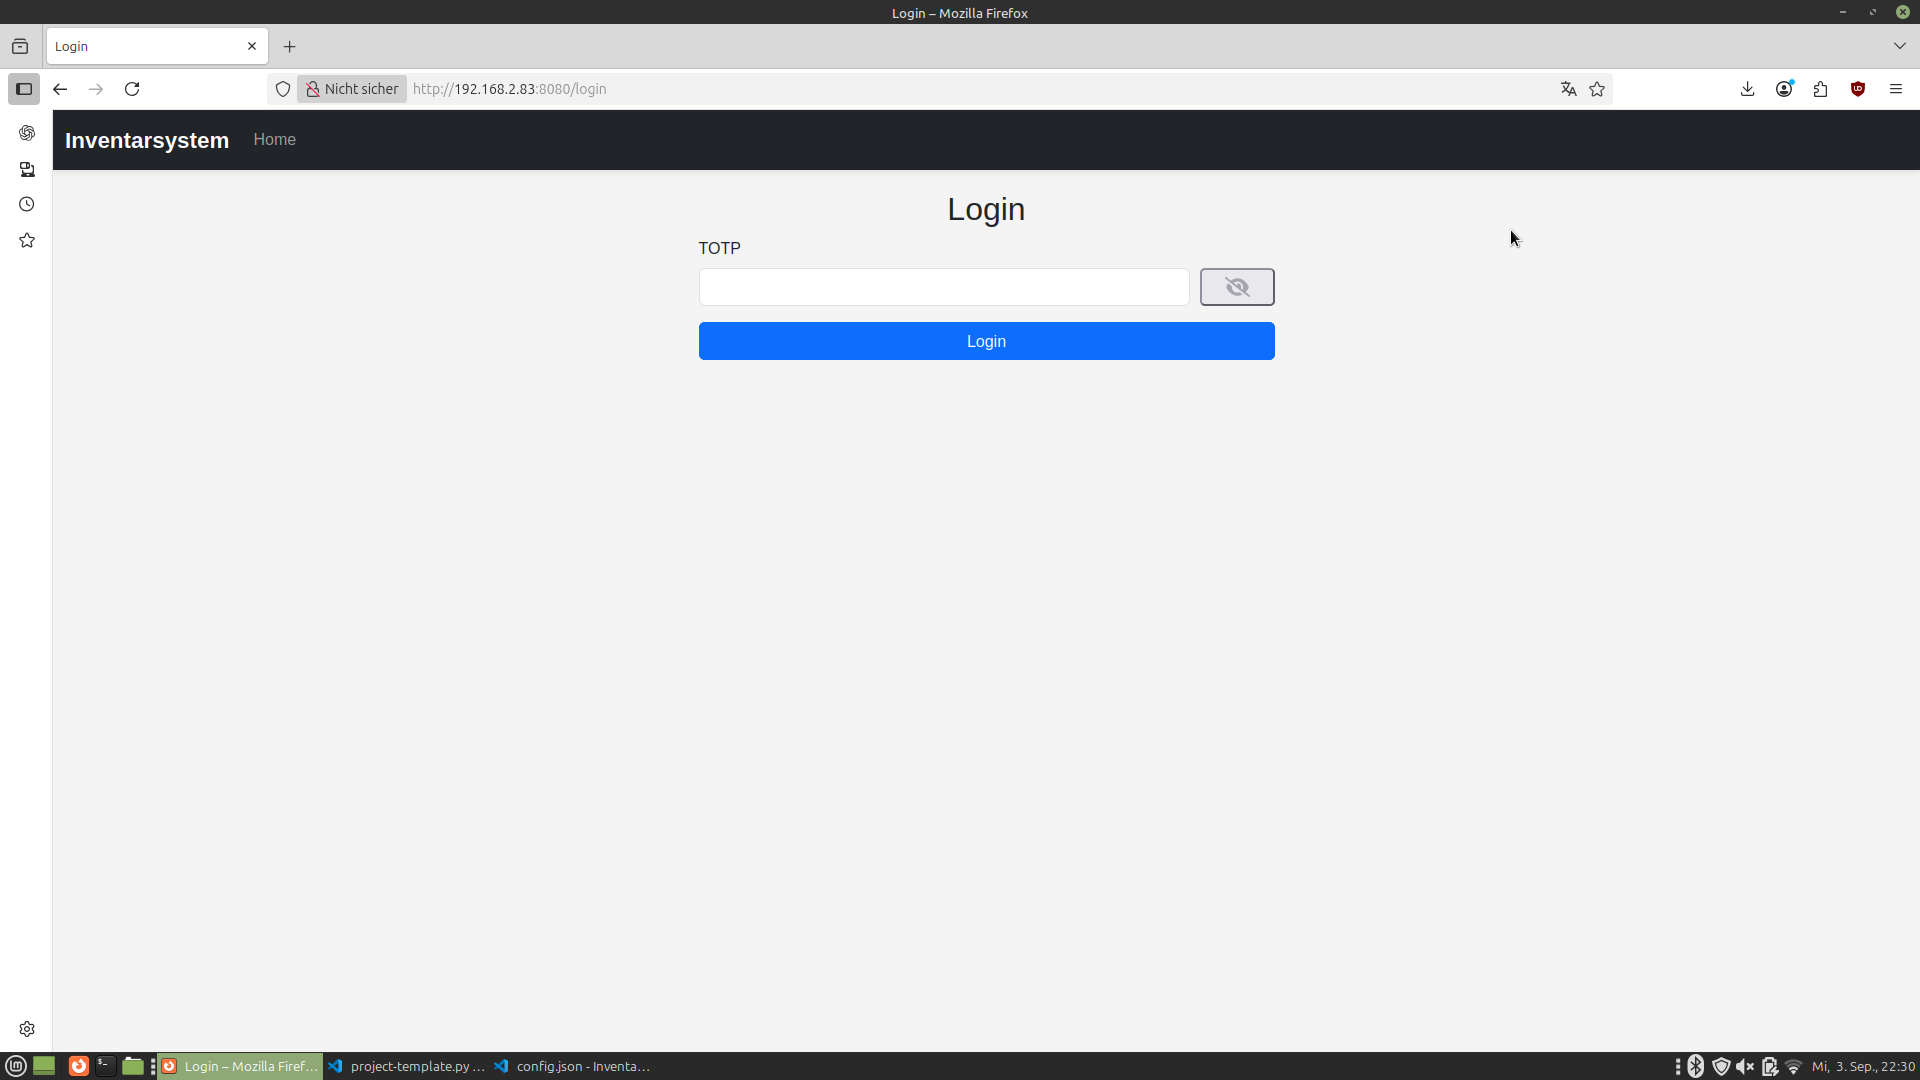 Login – Mozilla Firefox
Login
Nicht sicher
http://192.168.2.83:8080/login
Inventarsystem Home
Login
TOTP
Login
Login – Mozilla Firef... project-template.py ... config.json - Inventa...
Mi, 3. Sep., 22:30